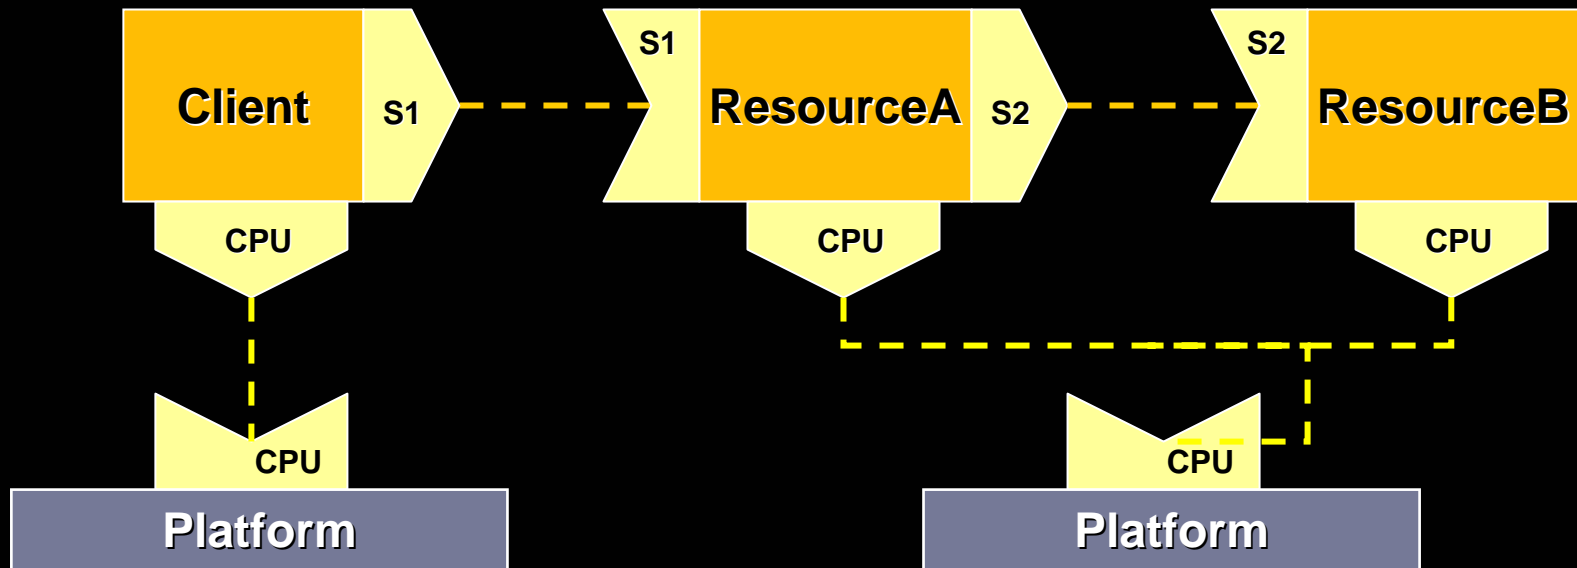 Client
S1
S1
ResourceA
S2
S2
ResourceB
CPU
CPU
CPU
CPU
CPU
Platform
Platform